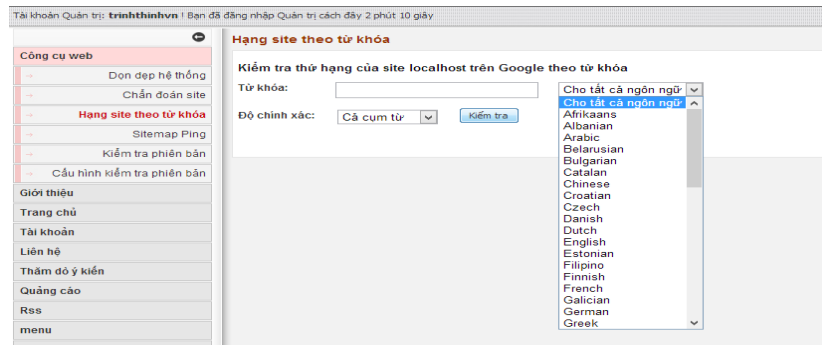 Tài khoản Quản trị: trinhthinhvn ! Bạn đã đăng nhập Quản trị cách đây 2 phút 10 giây
Công cụ web
Dọn dẹp hệ thống
Chẩn đoán site
Hạng site theo từ khóa
Sitemap Ping
Kiểm tra phiên bản
Cấu hình kiểm tra phiên bản
Giới thiệu
Trang chủ
Tài khoản
Liên hệ
Thăm dò ý kiến
Quảng cáo
Rss
menu
Hạng site theo từ khóa
Kiểm tra thứ hạng của site localhost trên Google theo từ khóa
Từ khóa:
Cho tất cả ngôn ngữ
Độ chính xác:
Cả cụm từ
Kiểm tra
Cho tất cả ngôn ngữ
Afrikaans
Albanian
Arabic
Belarusian
Bulgarian
Catalan
Chinese
Croatian
Czech
Danish
Dutch
English
Estonian
Filipino
Finnish
French
Galician
German
Greek